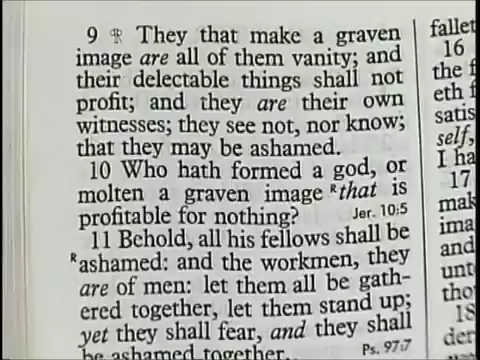 9 They that make a graven
image are all of them vanity; and
their delectable things shall not
profit; and they are their own
witnesses; they see not, nor know;
that they may be ashamed.
10 Who hath formed a god, or
molten a graven image R that is
profitable for nothing? Jer. 10:5
11 Behold, all his fellows shall be
R ashamed: and the workmen, they
are of men: let them all be gath-
ered together, let them stand up;
yet they shall fear, and they shall
be ashamed together. Ps. 97:7
fallet
16
the f
eth f
satis
self,
I ha
17
mak
ima
and
unt
tho
18
der